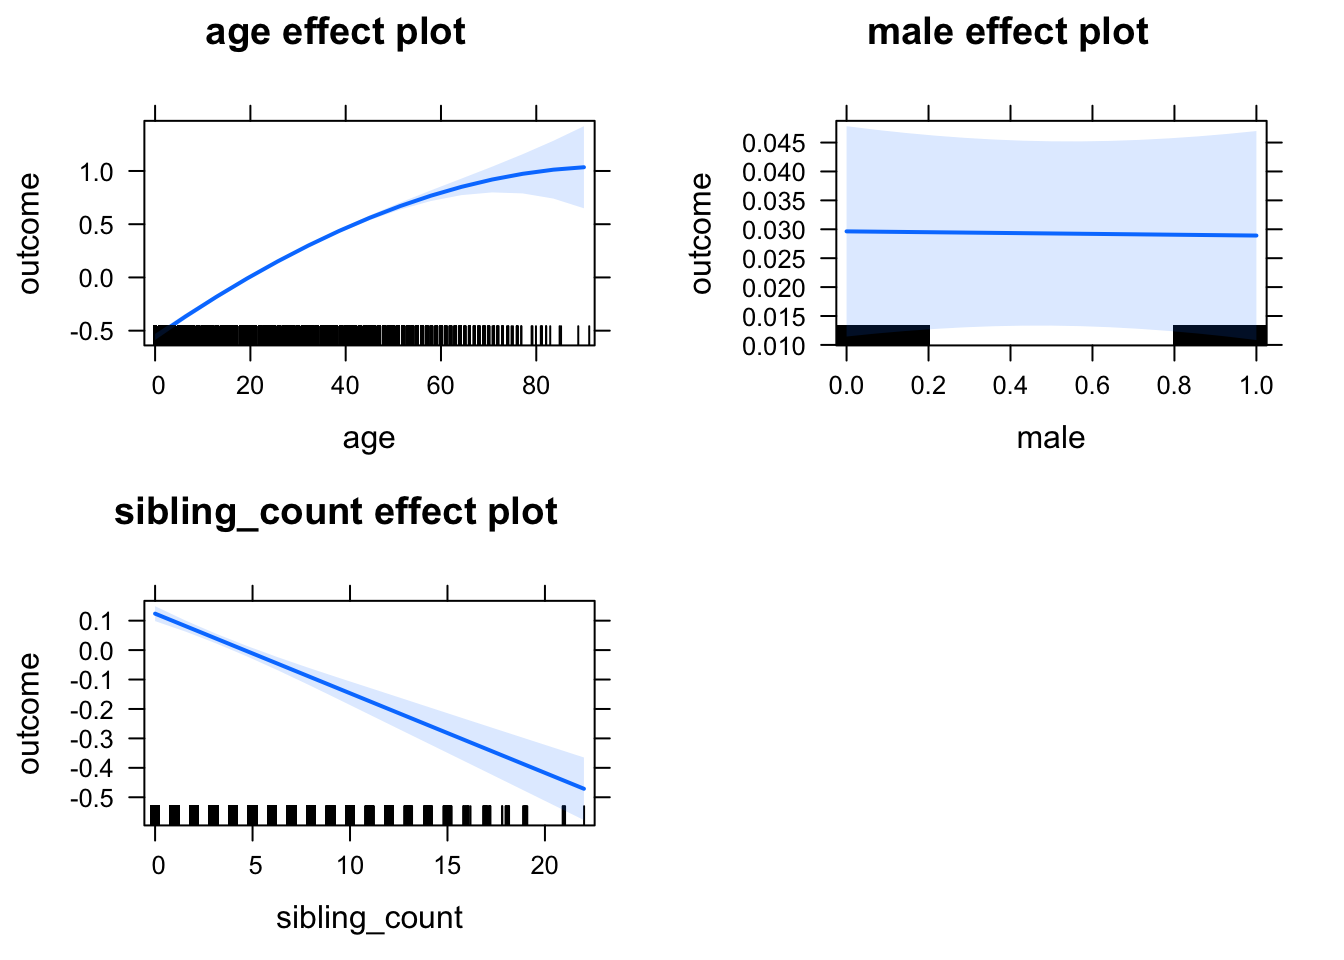 age effect plot
outcome
1.0
0.5
0.0
-0.5
0 20 40 60 80
age
male effect plot
outcome
0.045
0.040
0.035
0.030
0.025
0.020
0.015
0.010
0.0 0.2 0.4 0.6 0.8 1.0
male
sibling_count effect plot
outcome
0.1
0.0
-0.1
-0.2
-0.3
-0.4
-0.5
0 5 10 15 20
sibling_count